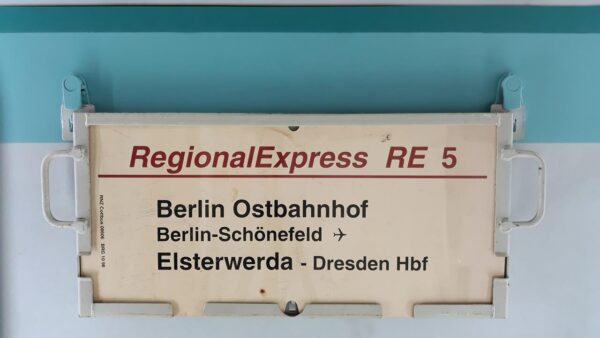 RegionalExpress RE 5
Berlin Ostbahnhof
Berlin-Schönefeld ✈
Elsterwerda - Dresden Hbf